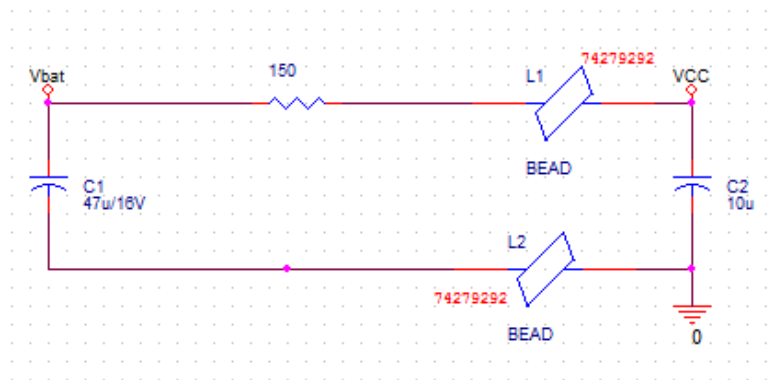 74279292
150
L1
Vbat
VCC
BEAD
C1
47u/16V
C2
10u
L2
74279292
BEAD
0